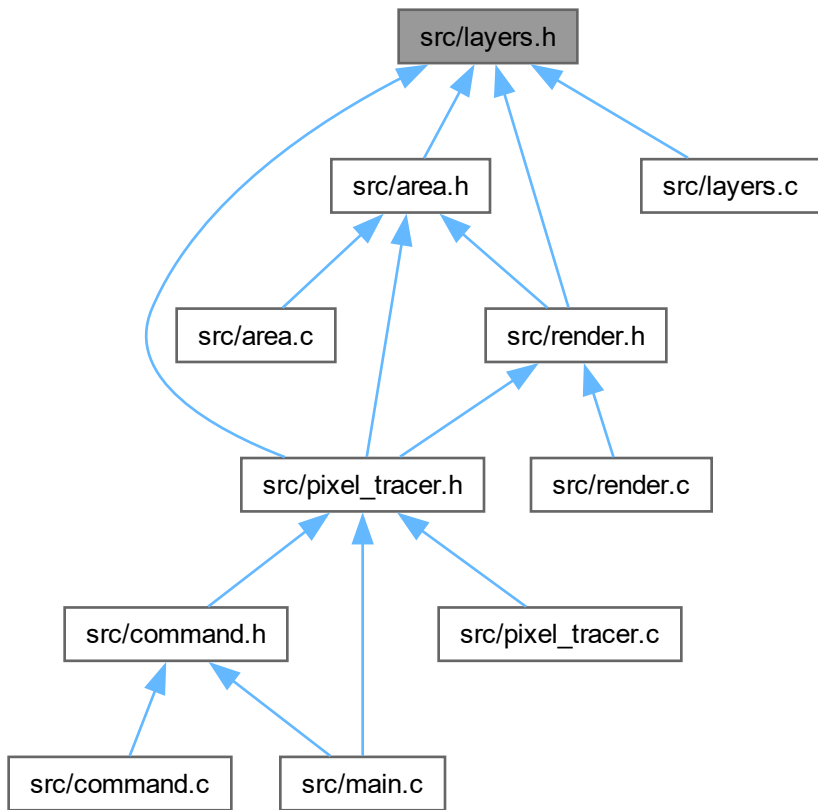 src/layers.h
src/area.h
src/layers.c
src/area.c
src/render.h
src/pixel_tracer.h
src/render.c
src/command.h
src/pixel_tracer.c
src/command.c
src/main.c